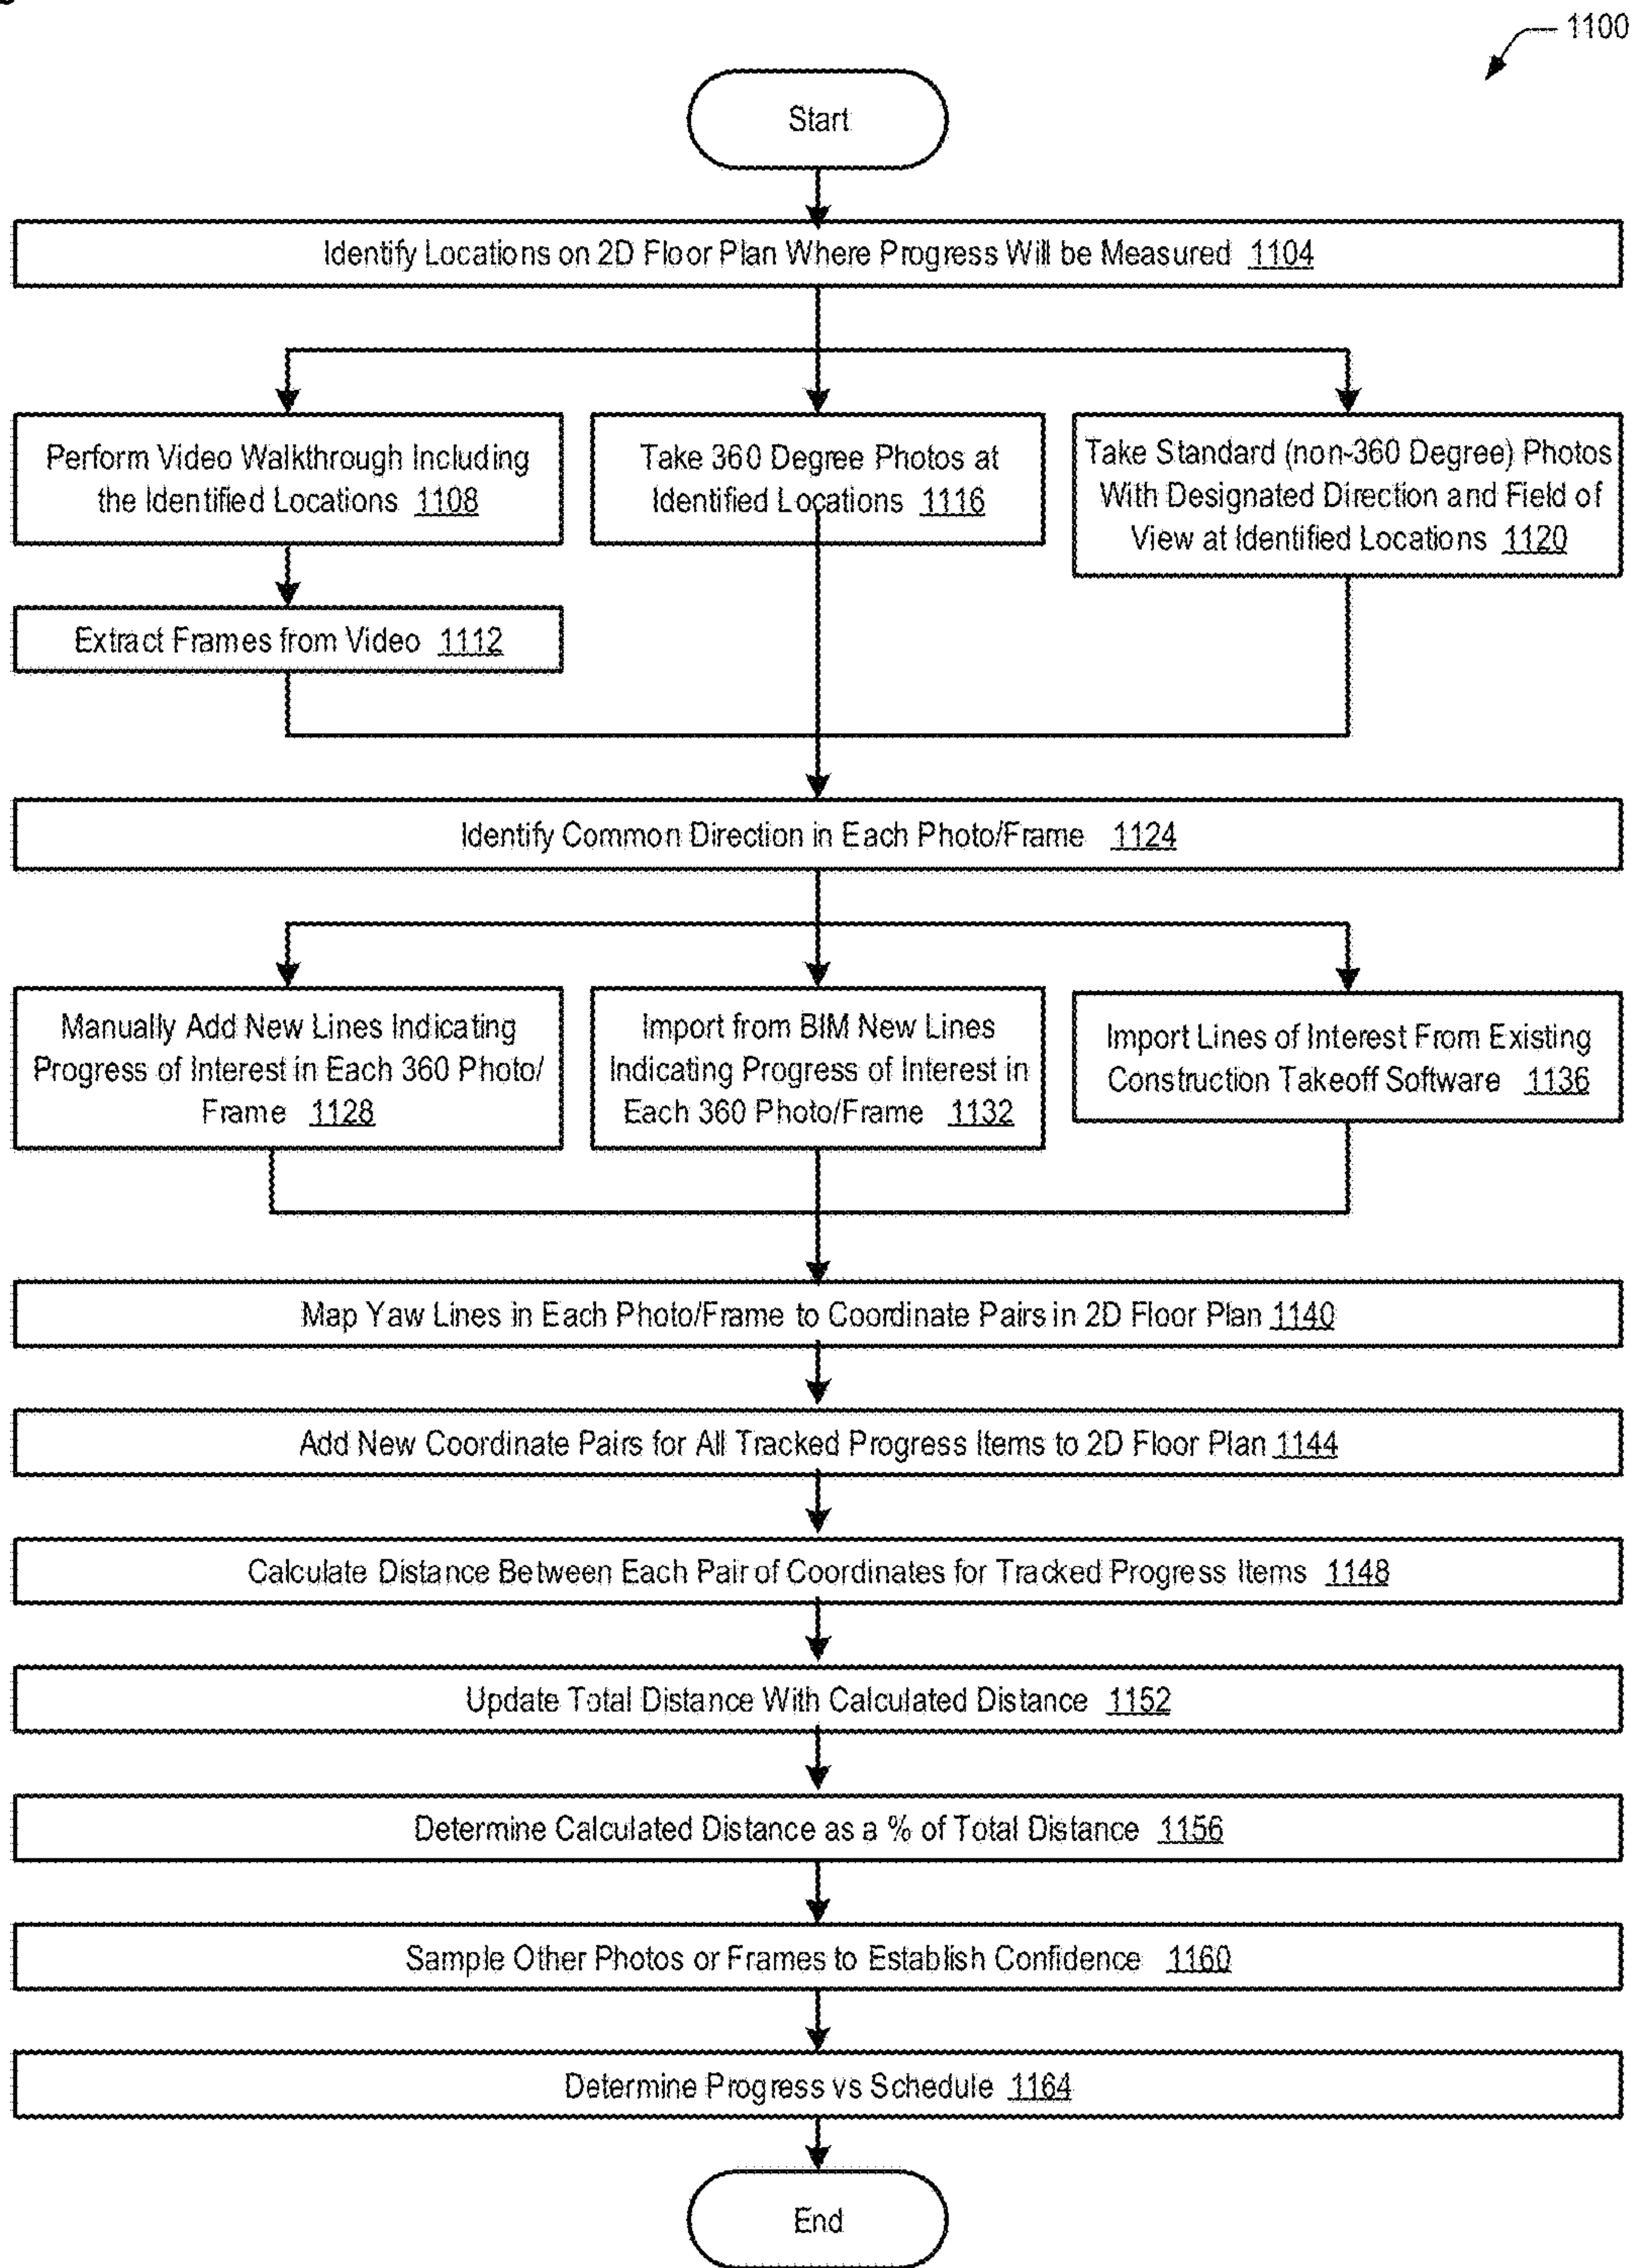 1100
Start
Identify Locations on 2D Floor Plan Where Progress Will be Measured 1104
Perform Video Walkthrough Including
the Identified Locations 1108
Take 360 Degree Photos at
Identified Locations 1116
Take Standard (non-360 Degree) Photos
With Designated Direction and Field of
View at Identified Locations 1120
Extract Frames from Video 1112
Identify Common Direction in Each Photo/Frame 1124
Manually Add New Lines Indicating
Progress of Interest in Each 360 Photo/
Frame 1128
Import from BIM New Lines
Indicating Progress of Interest in
Each 360 Photo/Frame 1132
Import Lines of Interest From Existing
Construction Takeoff Software 1136
Map Yaw Lines in Each Photo/Frame to Coordinate Pairs in 2D Floor Plan 1140
Add New Coordinate Pairs for All Tracked Progress Items to 2D Floor Plan 1144
Calculate Distance Between Each Pair of Coordinates for Tracked Progress Items 1148
Update Total Distance With Calculated Distance 1152
Determine Calculated Distance as a % of Total Distance 1156
Sample Other Photos or Frames to Establish Confidence 1160
Determine Progress vs Schedule 1164
End